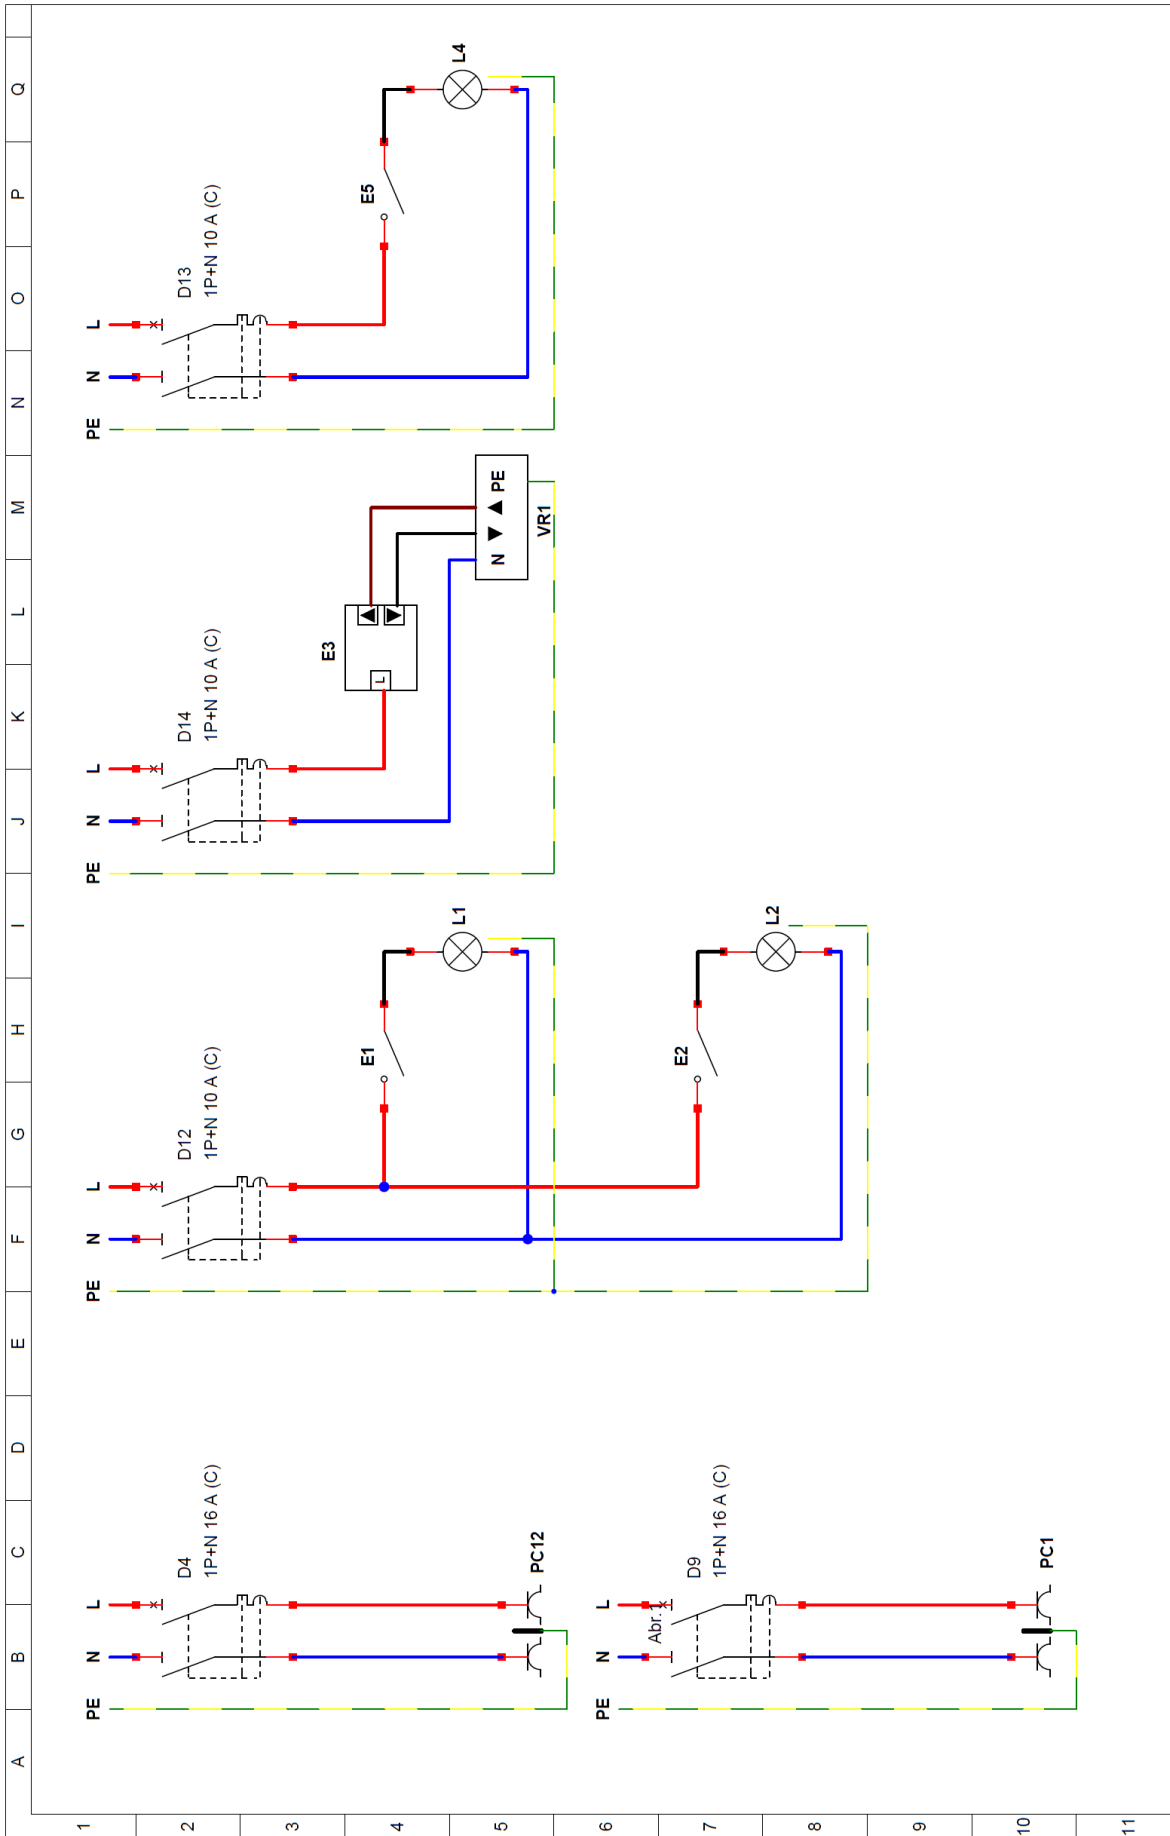 A
B
C
D
E
F
G
H
I
J
K
L
M
N
O
P
Q
1
2
3
4
5
6
7
8
9
10
11
PE
N
L
D4
1P+N 16 A (C)
PC12
PE
N
L
Abr.1
D9
1P+N 16 A (C)
PC1
PE
N
L
D12
1P+N 10 A (C)
E1
L1
E2
L2
PE
N
L
D14
1P+N 10 A (C)
E3
L
N
PE
VR1
PE
N
L
D13
1P+N 10 A (C)
E5
L4